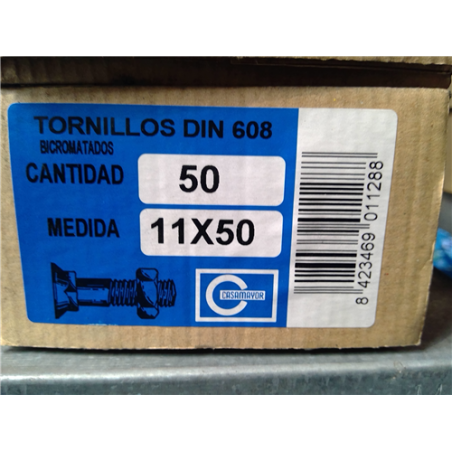 TORNILLOS DIN 608
BICROMATADOS
CANTIDAD 50
MEDIDA 11X50
CASAMAYOR
8 423469 011288